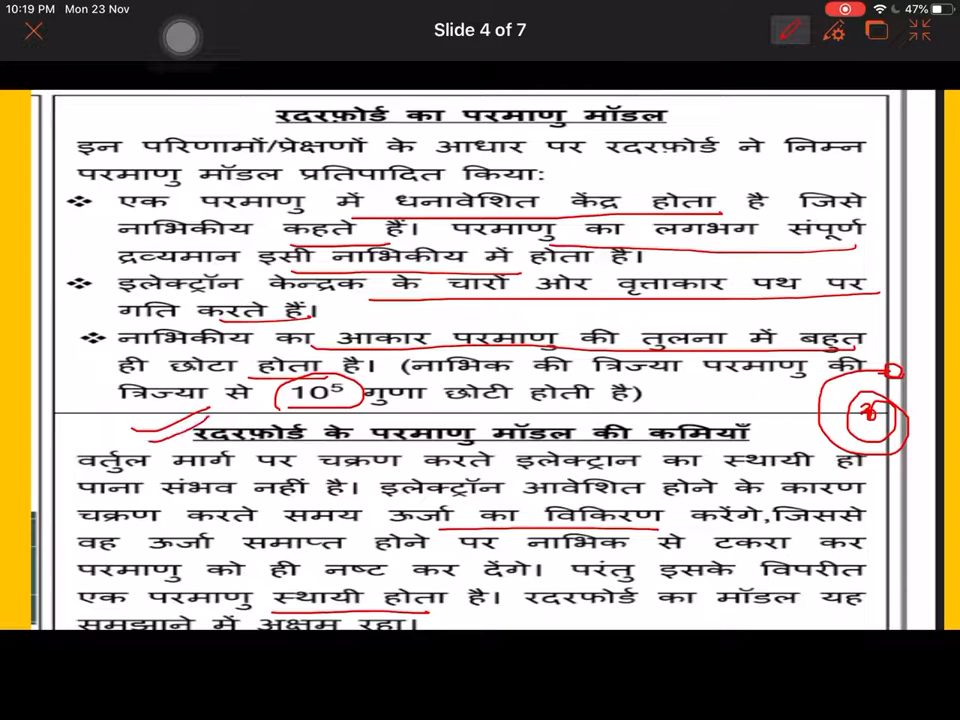 10:19 PM Mon 23 Nov
47%
Slide 4 of 7
रदरफ़ोर्ड का परमाणु मॉडल
इन परिणामों/प्रेक्षणों के आधार पर रदरफ़ोर्ड ने निम्न
परमाणु मॉडल प्रतिपादित किया:
❖ एक परमाणु में धनावेशित केंद्र होता है जिसे
नाभिकीय कहते हैं। परमाणु का लगभग संपूर्ण
द्रव्यमान इसी नाभिकीय में होता है।
❖ इलेक्ट्रॉन केन्द्रक के चारों ओर वृत्ताकार पथ पर
गति करते हैं।
❖ नाभिकीय का आकार परमाणु की तुलना में बहुत
ही छोटा होता है। (नाभिक की त्रिज्या परमाणु की
त्रिज्या से 10⁵ गुणा छोटी होती है)
रदरफ़ोर्ड के परमाणु मॉडल की कमियाँ
वर्तुल मार्ग पर चक्रण करते इलेक्ट्रान का स्थायी हो
पाना संभव नहीं है। इलेक्ट्रॉन आवेशित होने के कारण
चक्रण करते समय ऊर्जा का विकिरण करेंगे,जिससे
वह ऊर्जा समाप्त होने पर नाभिक से टकरा कर
परमाणु को ही नष्ट कर देंगे। परंतु इसके विपरीत
एक परमाणु स्थायी होता है। रदरफ़ोर्ड का मॉडल यह
समझाने में अक्षम रहा।